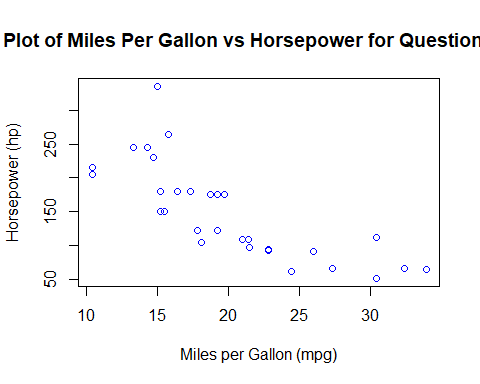 Plot of Miles Per Gallon vs Horsepower for Question
Horsepower (hp)
250
150
50
10 15 20 25 30
Miles per Gallon (mpg)